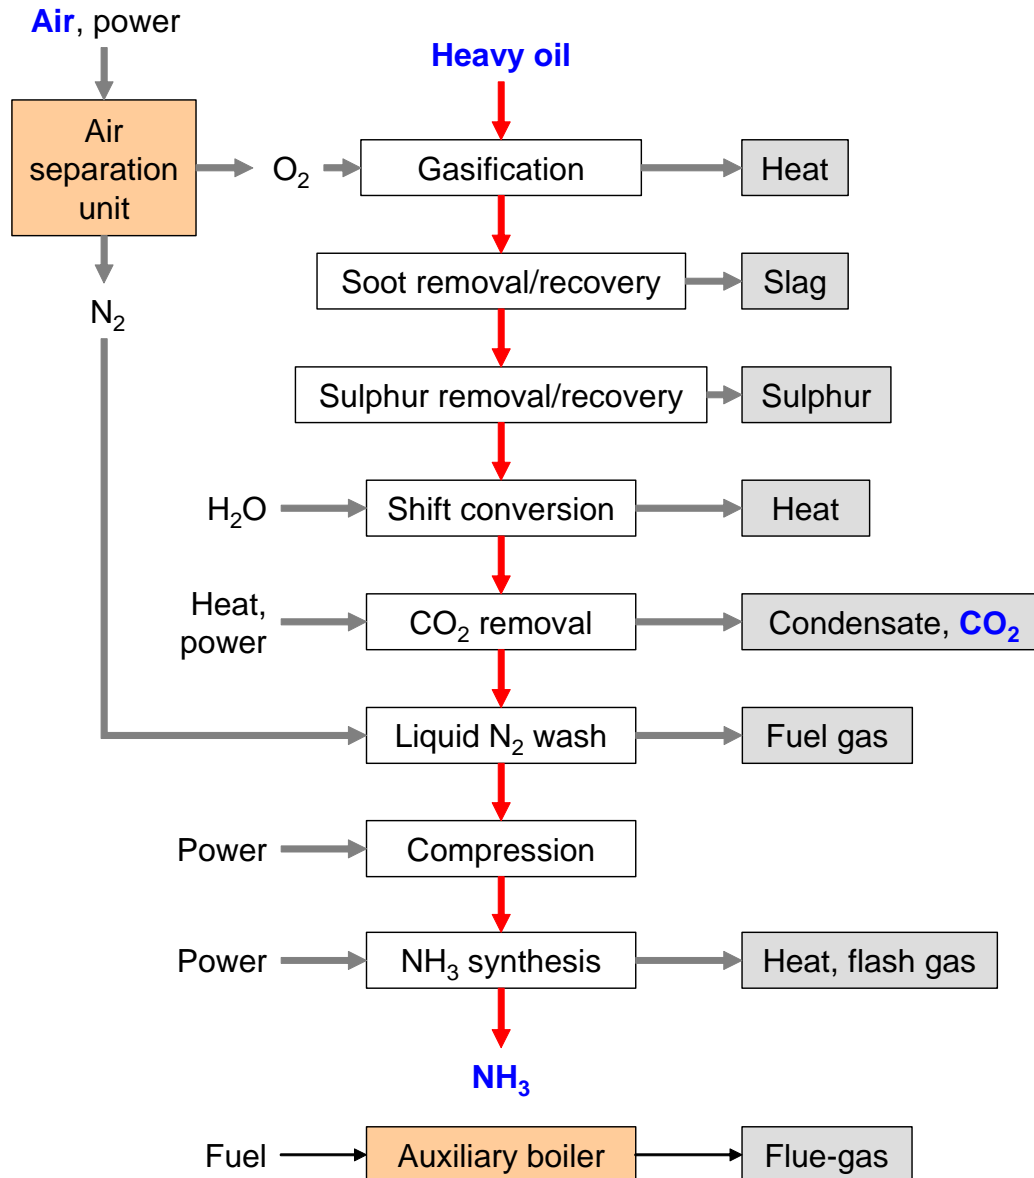 Air, power
Heavy oil
Air
separation
unit
O₂
Gasification
Heat
Soot removal/recovery
Slag
N₂
Sulphur removal/recovery
Sulphur
H₂O
Shift conversion
Heat
Heat,
power
CO₂ removal
Condensate, CO₂
Liquid N₂ wash
Fuel gas
Power
Compression
Power
NH₃ synthesis
Heat, flash gas
NH₃
Fuel
Auxiliary boiler
Flue-gas